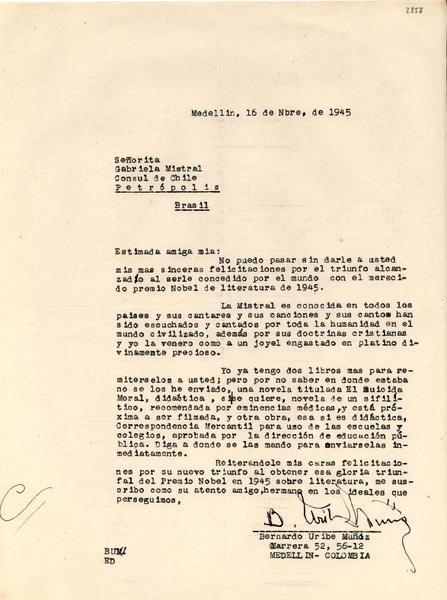 2858
Medellin, 16 de Nbre, de 1945
Señorita
Gabriela Mistral
Consul de Chile
Petrópolis
Brasil
Estimada amiga mia:
No puedo pasar sin darle a usted
mis mas sinceras felicitaciones por el triunfo alcan-
zado al serle concedido por el mundo con el merecido
premio Nobel de literatura de 1945.
La Mistral es conocida en todos los
paises y sus cantares y sus canciones y sus cantos han
sido escuchados y cantados por toda la humanidad en el
mundo civilizado, además por sus doctrinas cristianas
y yo la venero como a un joyel engastado en platino di-
vinamente precioso.
Yo ya tengo dos libros mas para re-
miterselos a usted; pero por no saber en donde estaba
no se los he enviado, una novela titulada El Suicida
Moral, didáctica , si se quiere, novela de un sifilí-
tico, recomendada por eminencias médicas, y está pró-
xima a ser filmada, y otra obra, esa si es didáctica,
Correspondencia Mercantil para uso de las escuelas y
colegios, aprobada por la dirección de educación pú-
blica. Diga a donde se las mando para enviarselas in-
mediatamente.
Reiterándole mis caras felicitacio-
nes por su nuevo triunfo al obtener esa gloria triun-
fal del Premio Nobel en 1945 sobre literatura, me sus-
cribo como su atento amigo, hermano en los ideales que
perseguimos,
B. Uribe Muñoz
Bernardo Uribe Muñoz
Carrera 52, 56-12
MEDELLIN- COLOMBIA
BUM/
ED